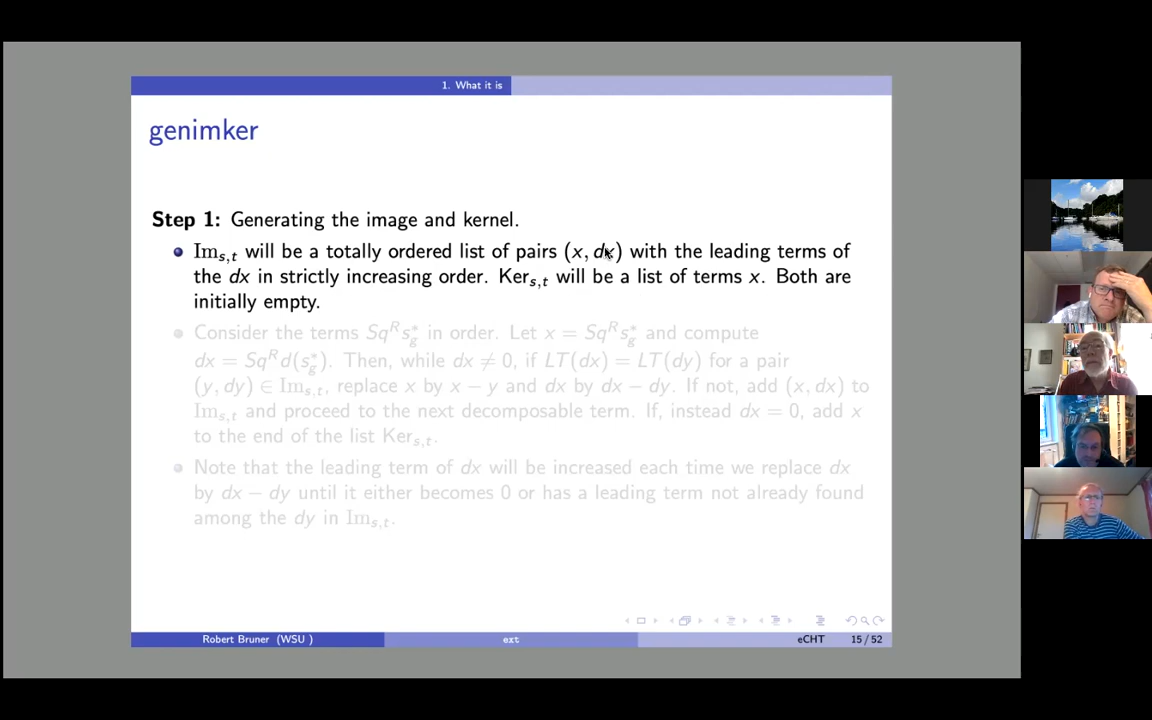 1. What it is
genimker
Step 1: Generating the image and kernel.
Im_{s,t} will be a totally ordered list of pairs (x, dx) with the leading terms of
the dx in strictly increasing order. Ker_{s,t} will be a list of terms x. Both are
initially empty.
Consider the terms Sq^R s_g^* in order. Let x = Sq^R s_g^* and compute
dx = Sq^R d(s_g^*). Then, while dx ≠ 0, if LT(dx) = LT(dy) for a pair
(y, dy) ∈ Im_{s,t}, replace x by x − y and dx by dx − dy. If not, add (x, dx) to
Im_{s,t} and proceed to the next decomposable term. If, instead dx = 0, add x
to the end of the list Ker_{s,t}.
Note that the leading term of dx will be increased each time we replace dx
by dx − dy until it either becomes 0 or has a leading term not already found
among the dy in Im_{s,t}.
Robert Bruner (WSU ) ext eCHT 15 / 52